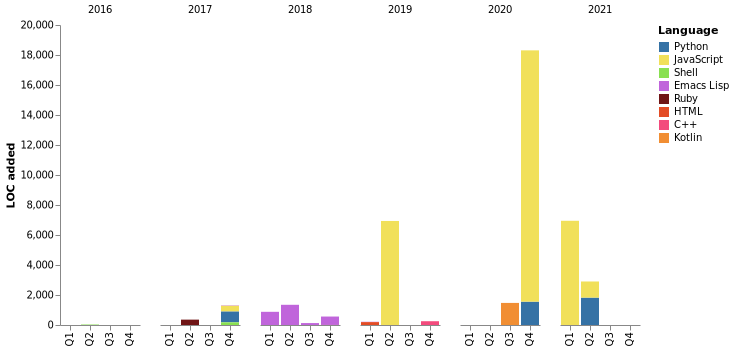 2016 2017 2018 2019 2020 2021
Language
Python
JavaScript
Shell
Emacs Lisp
Ruby
HTML
C++
Kotlin
LOC added
20,000
18,000
16,000
14,000
12,000
10,000
8,000
6,000
4,000
2,000
0
Q1 Q2 Q3 Q4 Q1 Q2 Q3 Q4 Q1 Q2 Q3 Q4 Q1 Q2 Q3 Q4 Q1 Q2 Q3 Q4 Q1 Q2 Q3 Q4